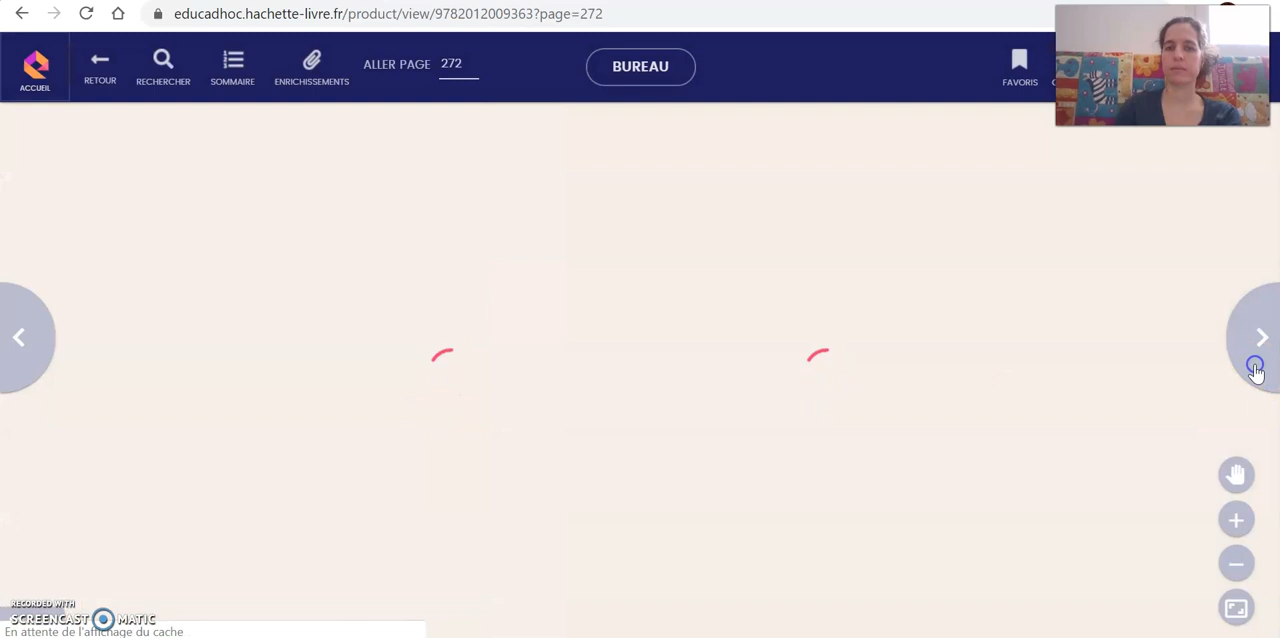 educadhoc.hachette-livre.fr/product/view/9782012009363?page=272
ACCUEIL
RETOUR
RECHERCHER
SOMMAIRE
ENRICHISSEMENTS
ALLER PAGE 272
BUREAU
FAVORIS
RECORDED WITH
SCREENCAST MATIC
En attente de l'affichage du cache